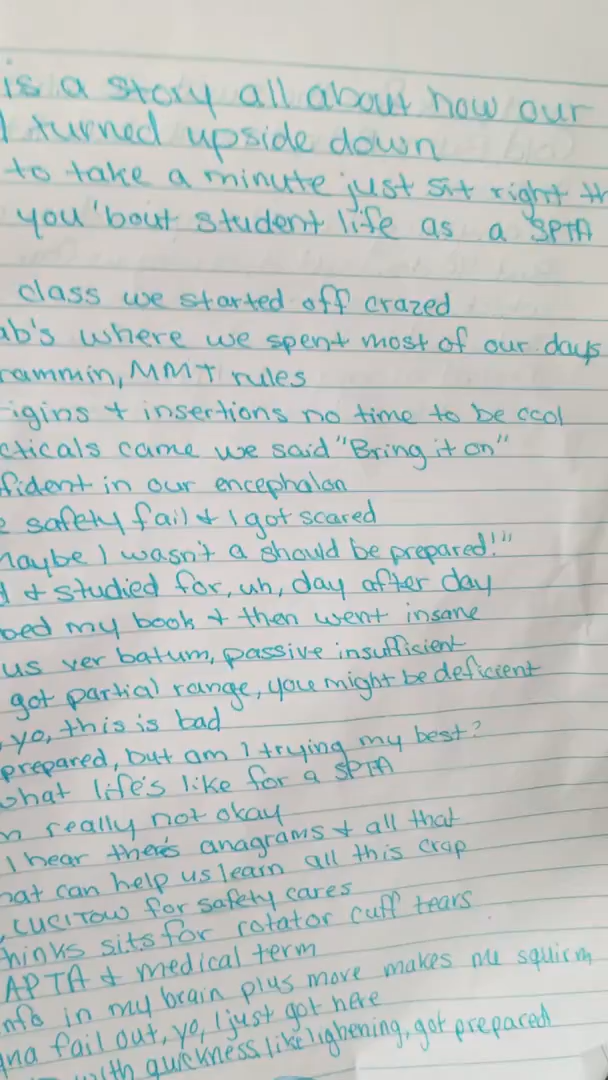 is a story all about how our
turned upside down
to take a minute just sit right
you 'bout student life as a SPTA
class we started off crazed
ab's where we spent most of our days
rammin, MMT rules
igins + insertions no time to be cool
cticals came we said "Bring it on"
fident in our encephalon
safety fail + I got scared
Maybe I wasn't a should be prepared!"
+ studied for, uh, day after day
bed my book + then went insane
us ver batum, passive insufficient
got partial range, you might be deficient
yo, this is bad
prepared, but am I trying my best?
what life's like for a SPTA
really not okay
I hear there's anagrams + all that
hat can help us learn all this crap
for safety cares
hinks sits for rotator cuff tears
APTA + medical term
nfo in my brain plus more makes me squirm
nna fail out, yo, I just got here
with quickness like lighening, got prepared